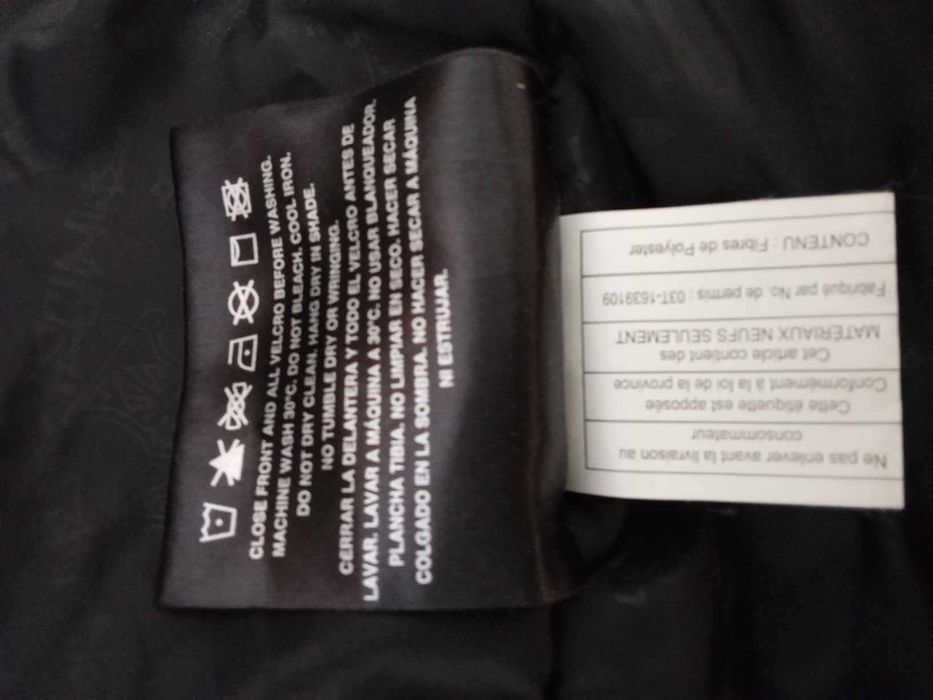 CLOSE FRONT AND ALL VELCRO BEFORE WASHING.
MACHINE WASH 30°C. DO NOT BLEACH. COOL IRON.
DO NOT DRY CLEAN. HANG DRY IN SHADE.
NO TUMBLE DRY OR WRINGING.
CERRAR LA DELANTERA Y TODO EL VELCRO ANTES DE
LAVAR. LAVAR A MÁQUINA A 30°C. NO USAR BLANQUEADOR.
PLANCHA TIBIA. NO LIMPIAR EN SECO. HACER SECAR
COLGADO EN LA SOMBRA. NO HACER SECAR A MÁQUINA
NI ESTRUJAR.
Ne pas enlever avant la livraison au
consommateur
Cette étiquette est apposée
Conformément à la loi de la province
Cet article contient des
MATÉRIAUX NEUFS SEULEMENT
Fabriqué par No. de permis : 03T-1639109
CONTENU : Fibres de Polyester